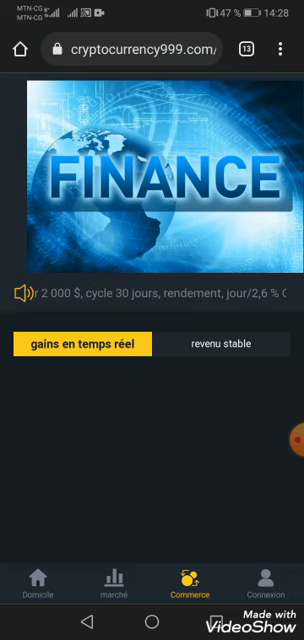 MTN-CG
MTN-CG
47 %
14:28
cryptocurrency999.com/
13
FINANCE
r 2 000 $, cycle 30 jours, rendement, jour/2,6 %
gains en temps réel
revenu stable
Domicile
marché
Commerce
Connexion
Made with
VideoShow